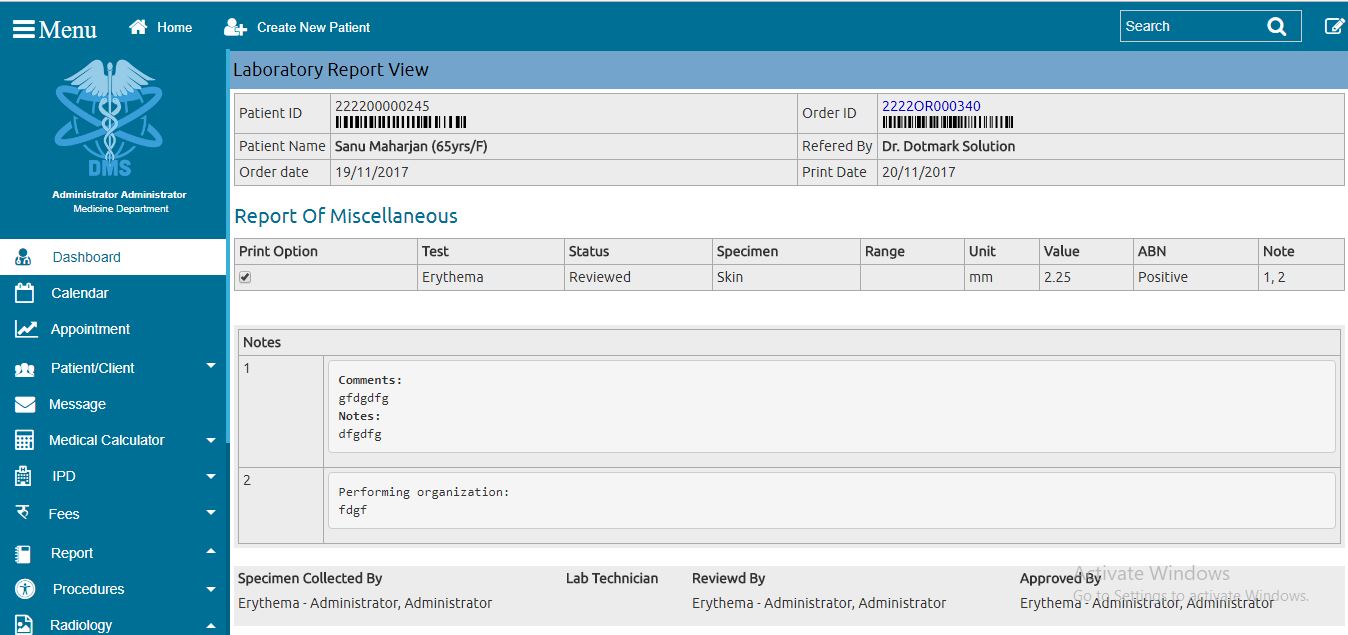 Menu Home Create New Patient Search
DMS
Administrator Administrator
Medicine Department
Dashboard
Calendar
Appointment
Patient/Client
Message
Medical Calculator
IPD
Fees
Report
Procedures
Radiology
Laboratory Report View
Patient ID 222200000245 Order ID 2222OR000340
Patient Name Sanu Maharjan (65yrs/F) Refered By Dr. Dotmark Solution
Order date 19/11/2017 Print Date 20/11/2017
Report Of Miscellaneous
Print Option Test Status Specimen Range Unit Value ABN Note
Erythema Reviewed Skin mm 2.25 Positive 1, 2
Notes
1
Comments:
gfdgdfg
Notes:
dfgdfg
2
Performing organization:
fdgf
Specimen Collected By Lab Technician Reviewd By Approved By
Erythema - Administrator, Administrator Erythema - Administrator, Administrator Erythema - Administrator, Administrator
Activate Windows
Go to Settings to activate Windows.